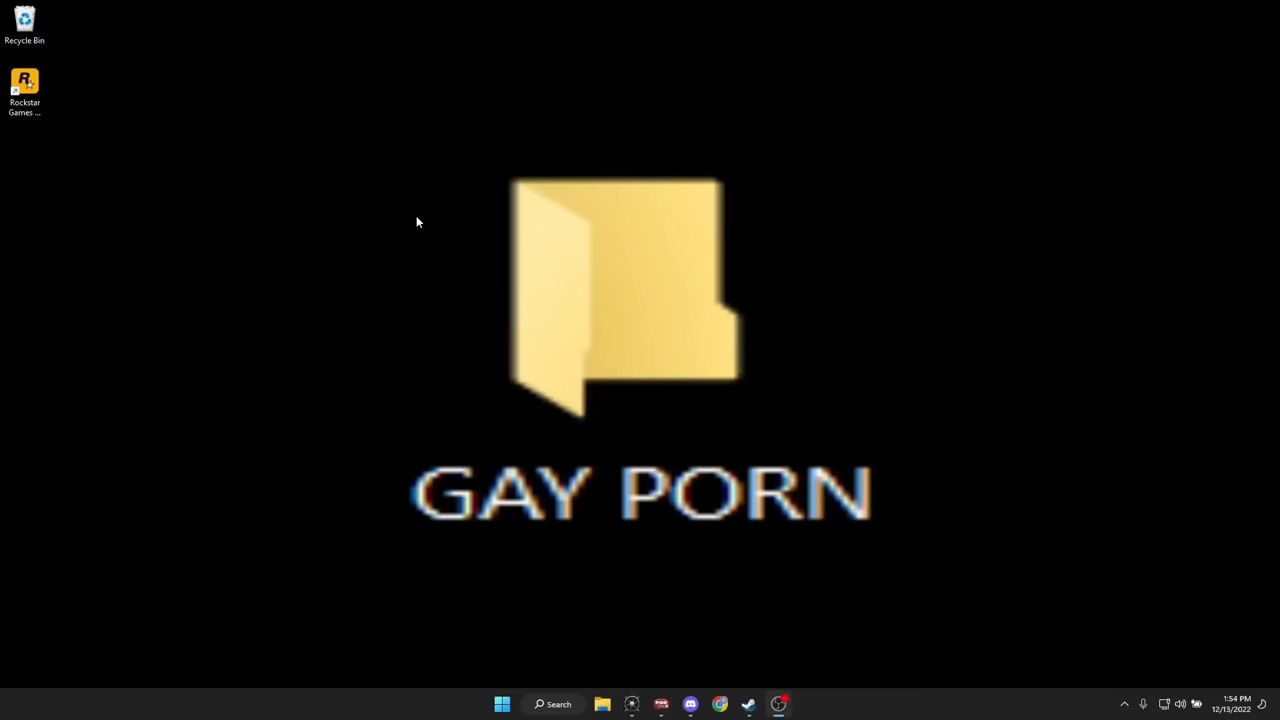 Recycle Bin
Rockstar
Games ...
GAY PORN
Search
1:54 PM
12/13/2022